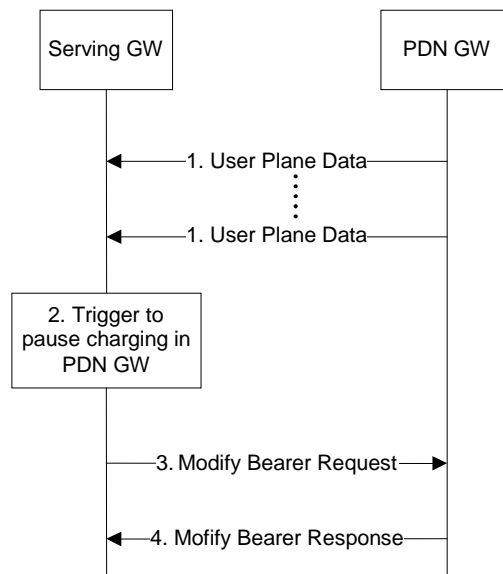 Serving GW
PDN GW
1. User Plane Data
1. User Plane Data
2. Trigger to
pause charging in
PDN GW
3. Modify Bearer Request
4. Mofify Bearer Response